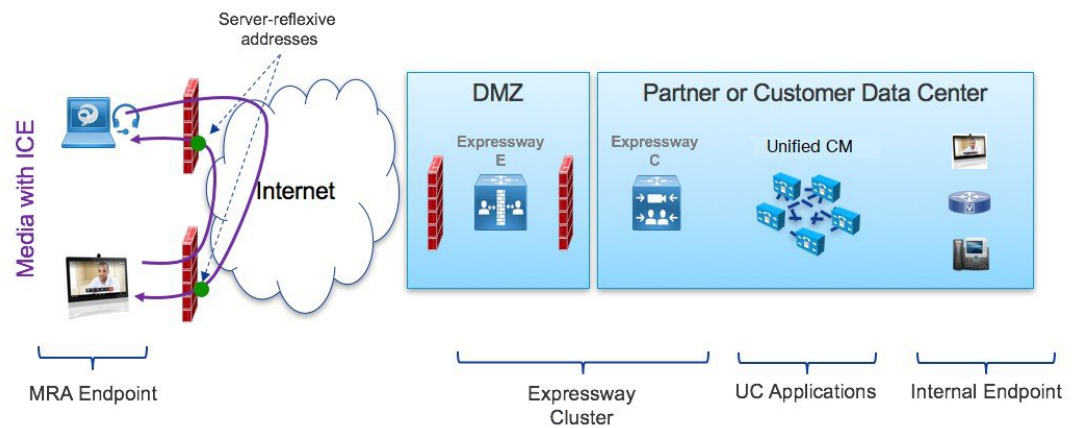 Server-reflexive
addresses
Media with ICE
Internet
DMZ
Expressway
E
Partner or Customer Data Center
Expressway
C
Unified CM
MRA Endpoint
Expressway
Cluster
UC Applications
Internal Endpoint